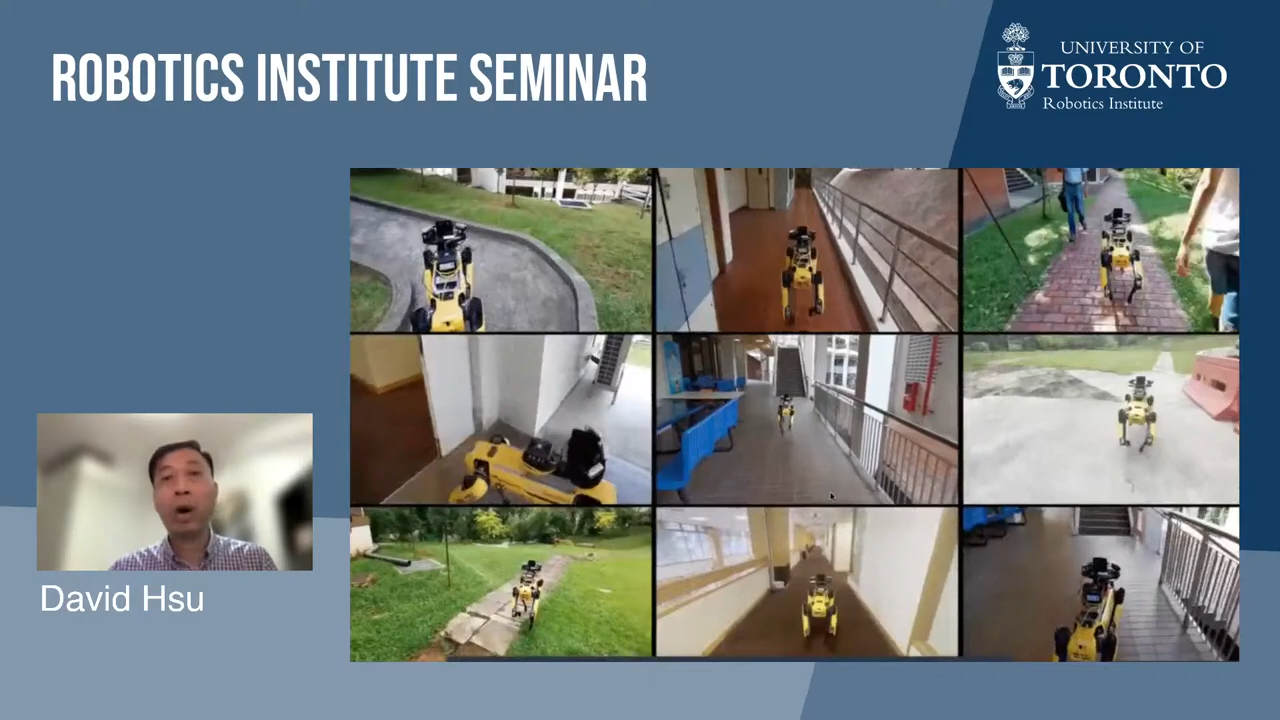 ROBOTICS INSTITUTE SEMINAR
UNIVERSITY OF
TORONTO
Robotics Institute
David Hsu